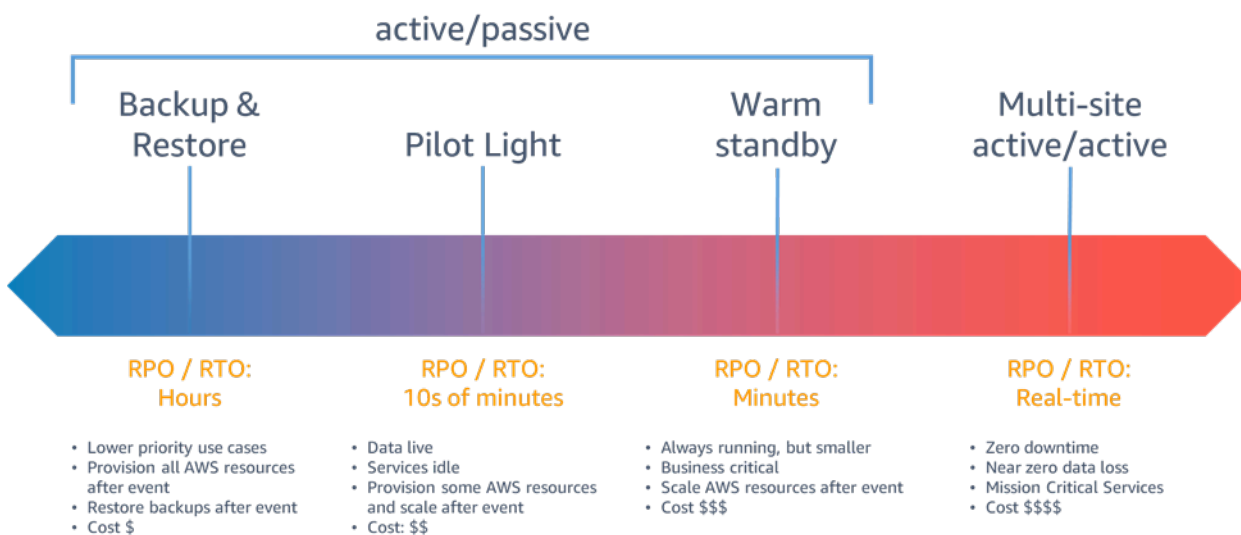 active/passive
Backup &
Restore
Pilot Light
Warm
standby
Multi-site
active/active
RPO / RTO:
Hours
RPO / RTO:
10s of minutes
RPO / RTO:
Minutes
RPO / RTO:
Real-time
• Lower priority use cases
• Provision all AWS resources
after event
• Restore backups after event
• Cost $
• Data live
• Services idle
• Provision some AWS resources
and scale after event
• Cost: $$
• Always running, but smaller
• Business critical
• Scale AWS resources after event
• Cost $$$
• Zero downtime
• Near zero data loss
• Mission Critical Services
• Cost $$$$